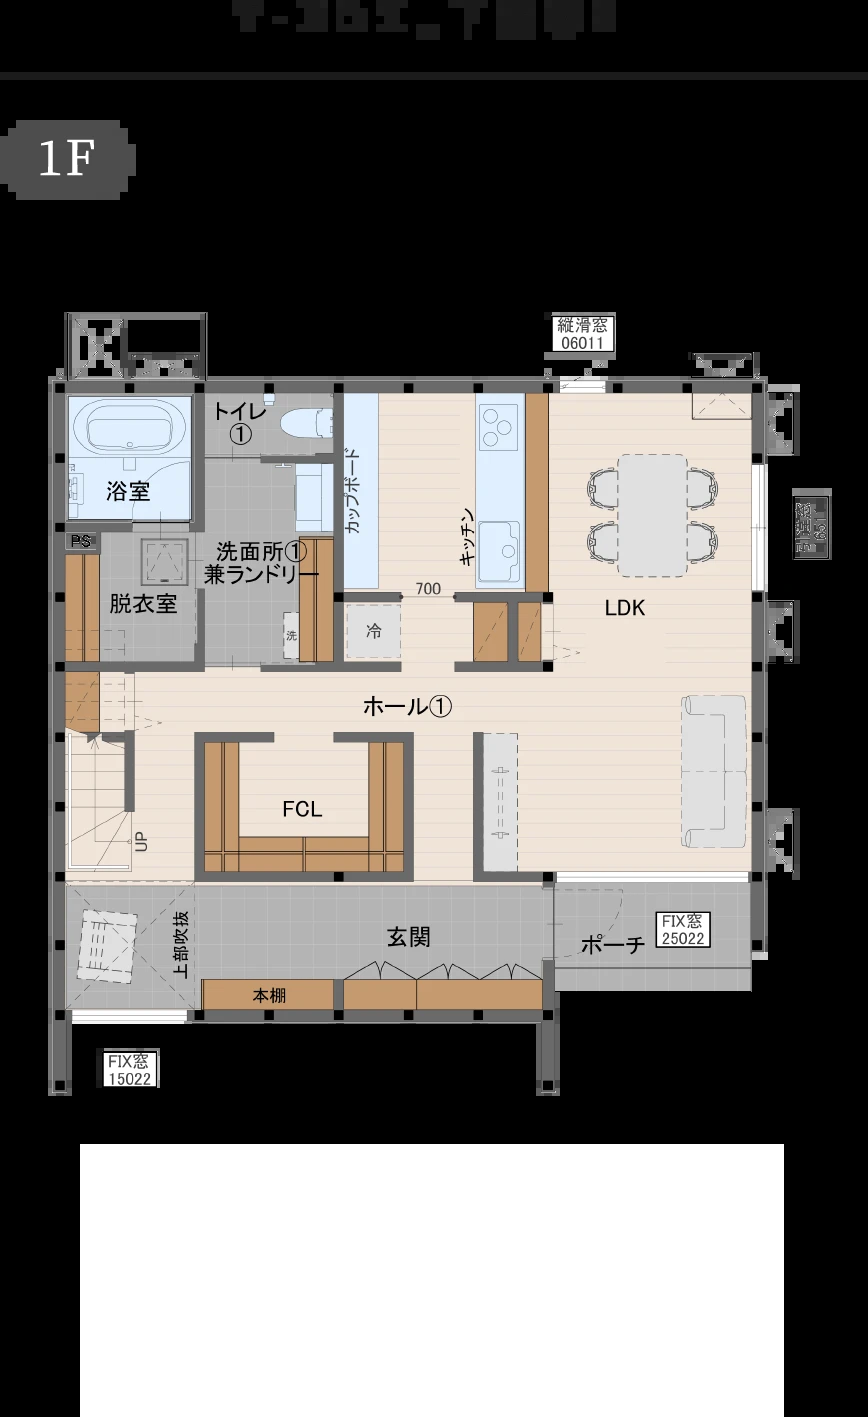 1F
縦滑窓
06011
トイレ
①
浴室
カップボード
キッチン
PS
洗面所①
兼ランドリー
脱衣室
洗
700
冷
LDK
ホール①
FCL
UP
上部吹抜
玄関
本棚
ポーチ
FIX窓
25022
FIX窓
15022